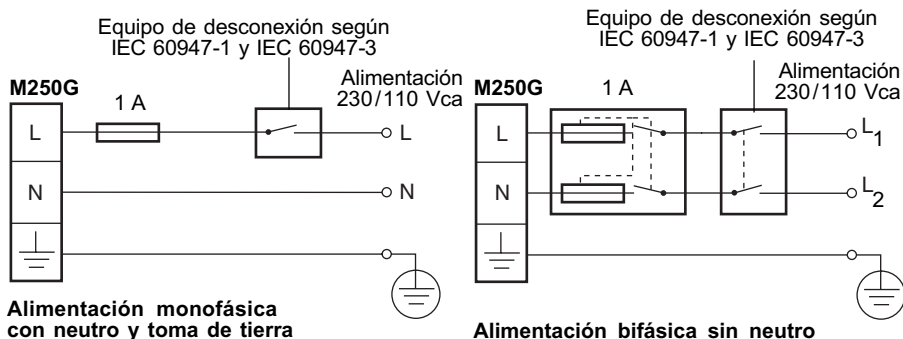 Equipo de desconexión según
IEC 60947-1 y IEC 60947-3
M250G
1 A
Alimentación
230/110 Vca
L
L
N
N
Alimentación monofásica
con neutro y toma de tierra
Equipo de desconexión según
IEC 60947-1 y IEC 60947-3
M250G
1 A
Alimentación
230/110 Vca
L
L1
N
L2
Alimentación bifásica sin neutro